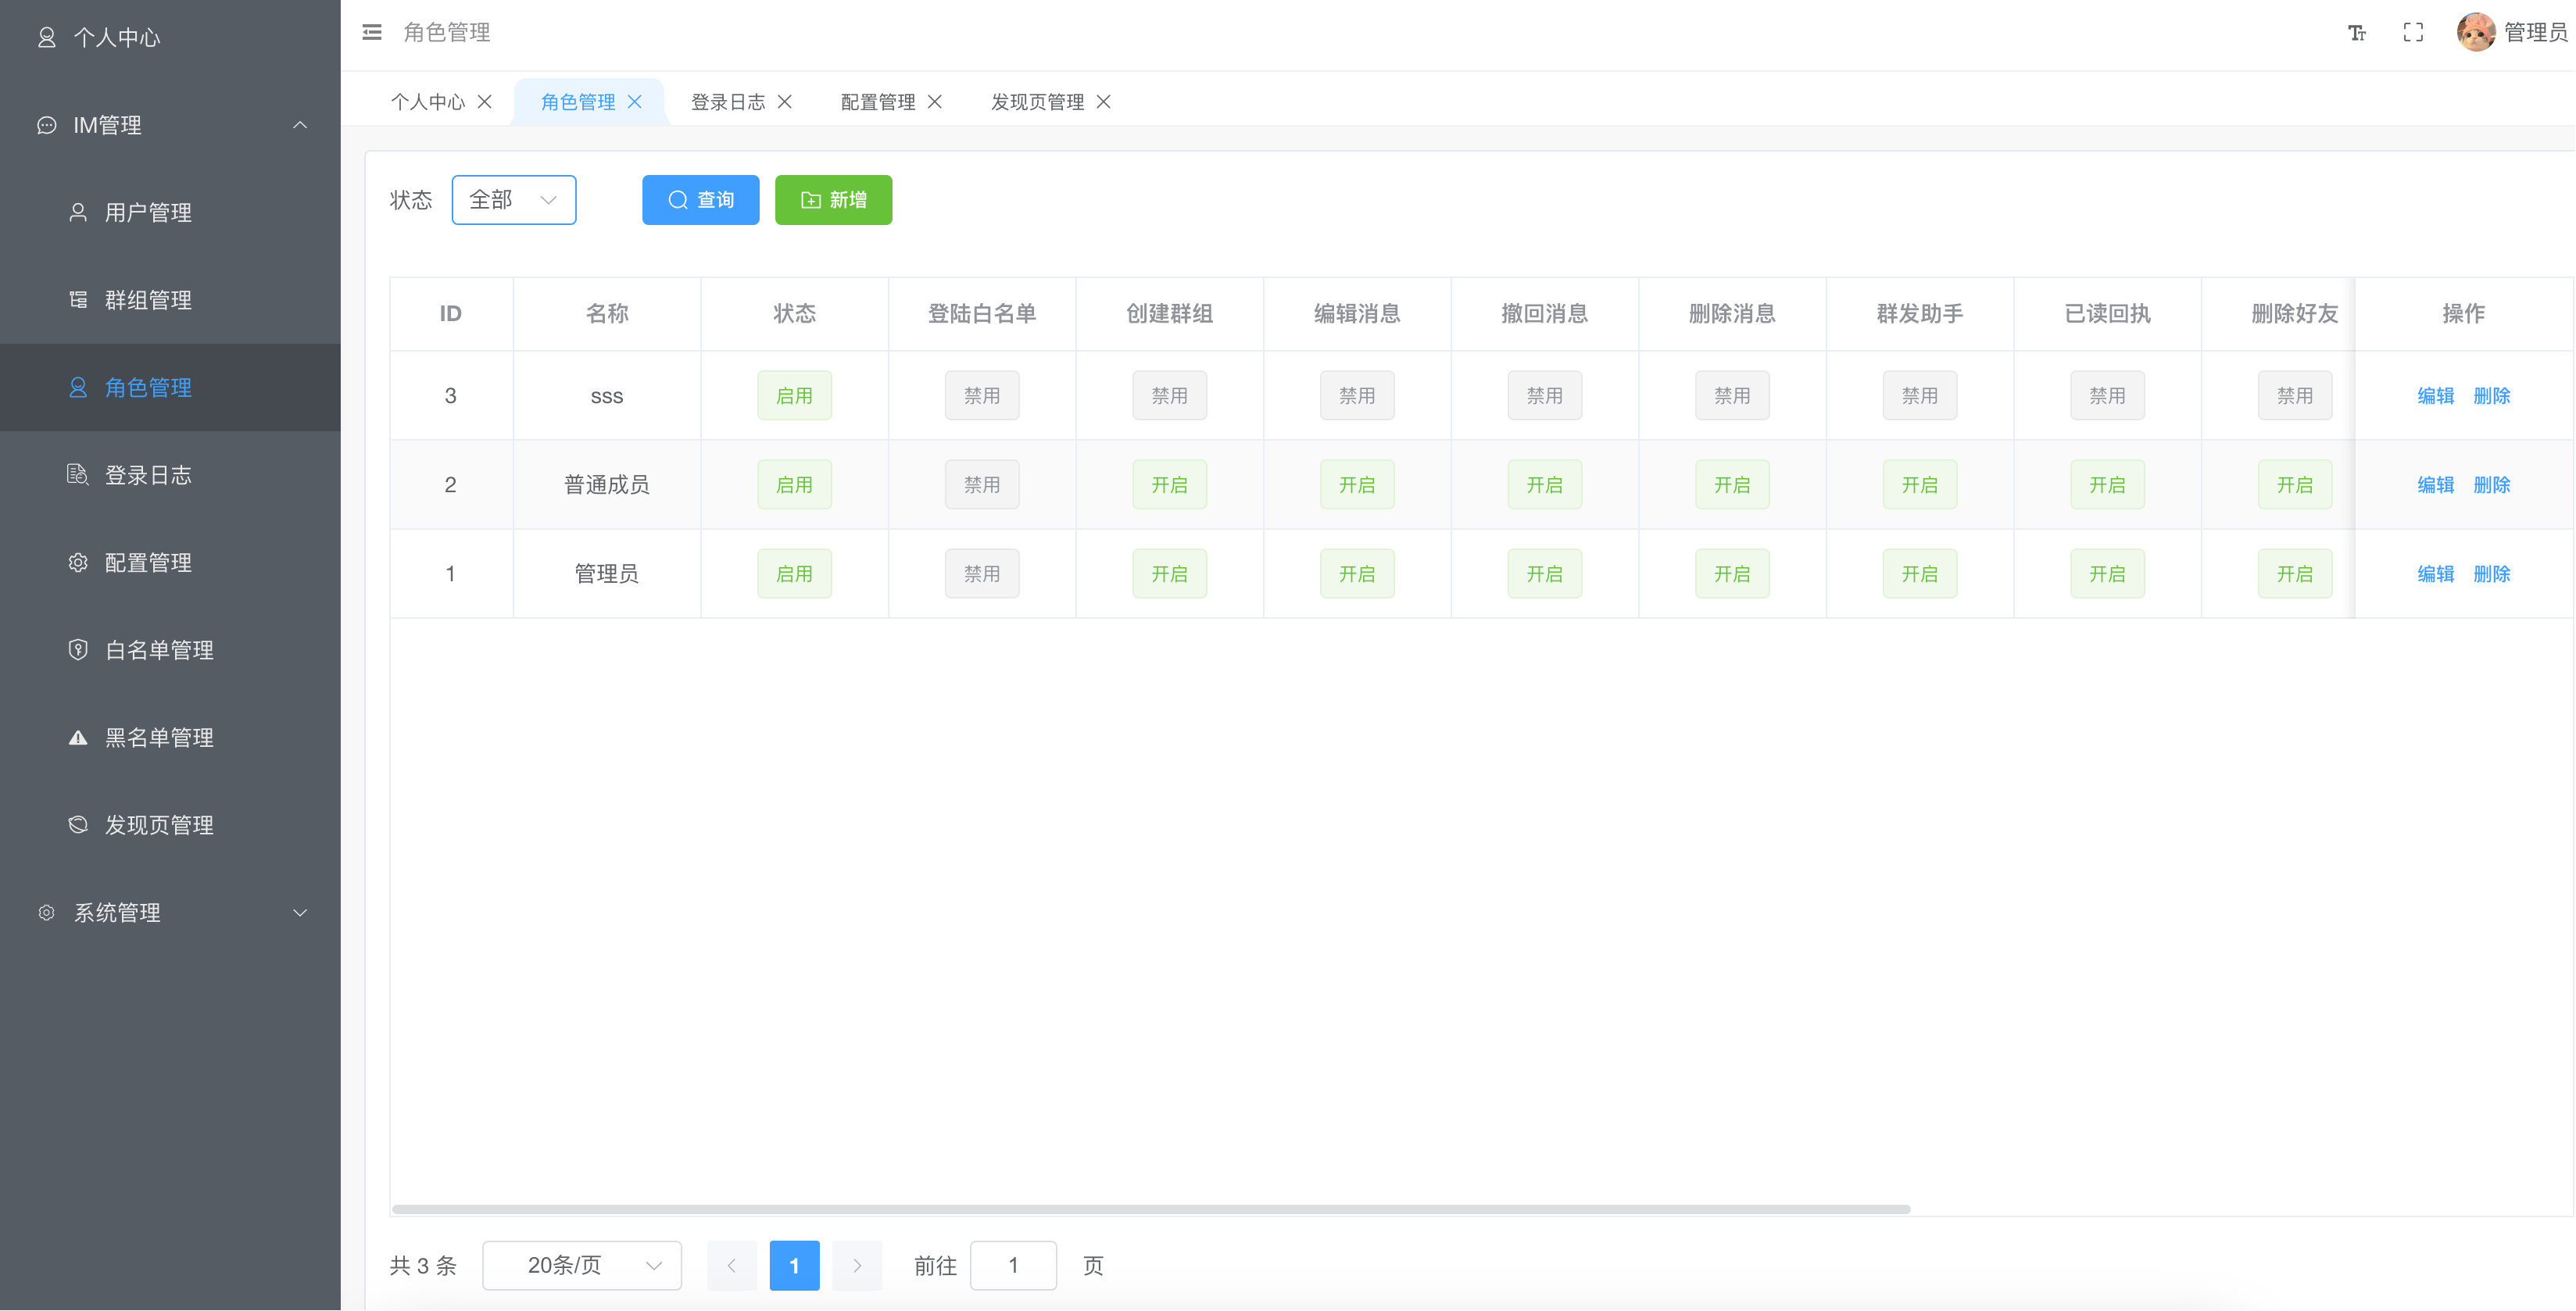 个人中心
IM管理
用户管理
群组管理
角色管理
登录日志
配置管理
白名单管理
黑名单管理
发现页管理
系统管理
角色管理
管理员
个人中心 角色管理 登录日志 配置管理 发现页管理
状态 全部 查询 新增
ID 名称 状态 登陆白名单 创建群组 编辑消息 撤回消息 删除消息 群发助手 已读回执 删除好友 操作
3 sss 启用 禁用 禁用 禁用 禁用 禁用 禁用 禁用 禁用 编辑 删除
2 普通成员 启用 禁用 开启 开启 开启 开启 开启 开启 开启 编辑 删除
1 管理员 启用 禁用 开启 开启 开启 开启 开启 开启 开启 编辑 删除
共 3 条 20条/页 1 前往 1 页